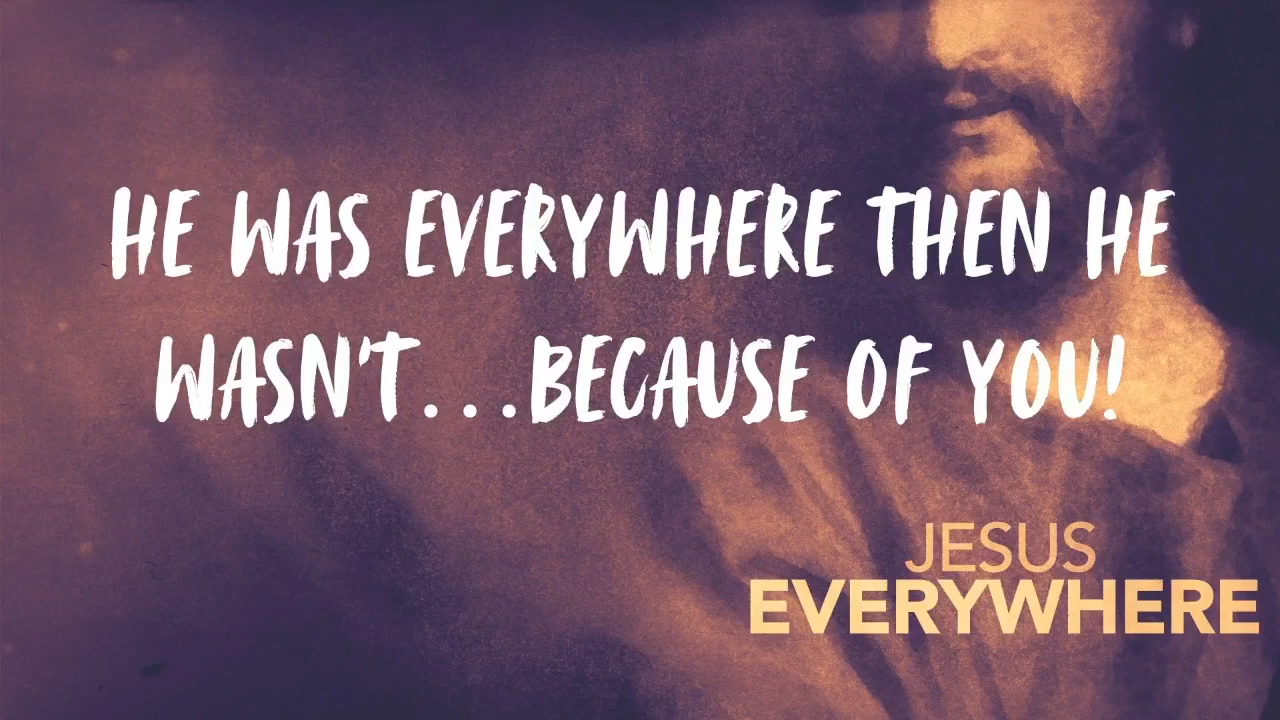 HE WAS EVERYWHERE THEN HE
WASN'T...BECAUSE OF YOU!
JESUS
EVERYWHERE